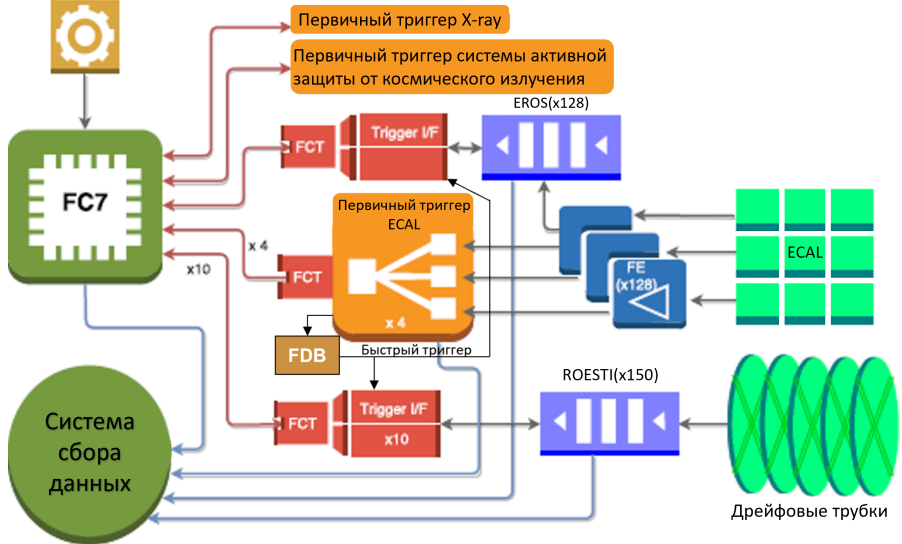 Первичный триггер X-ray
Первичный триггер системы активной
защиты от космического излучения
EROS(x128)
FCT
Trigger I/F
FC7
Первичный триггер
ECAL
x 4
x10
FCT
x 4
FE
(x128)
ECAL
FDB
Быстрый триггер
ROESTI(x150)
FCT
Trigger I/F
x10
Система
сбора
данных
Дрейфовые трубки